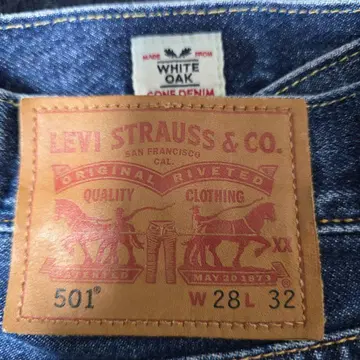 MADE FROM
WHITE
OAK
CONE DENIM
LEVI STRAUSS & CO.
SAN FRANCISCO
CAL.
ORIGINAL RIVETED
QUALITY CLOTHING
XX
PATENTED MAY 20 1873
501® W 28 L 32